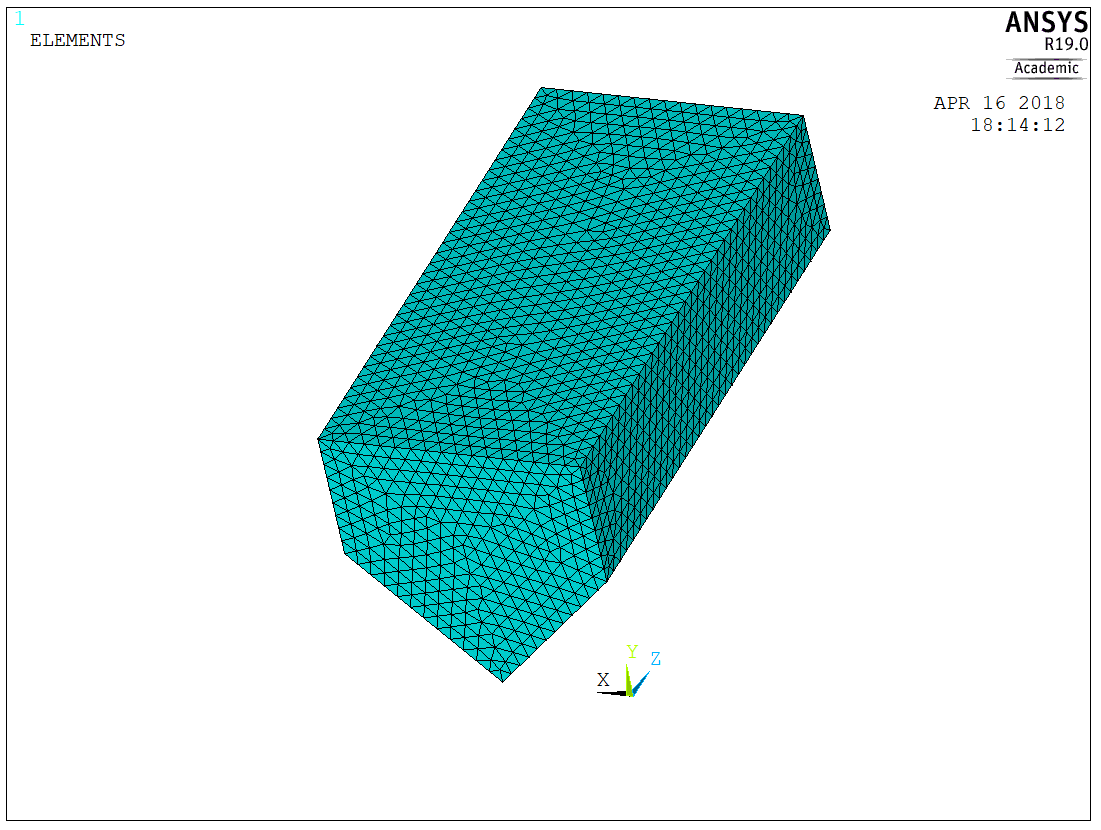 1
ELEMENTS
ANSYS
R19.0
Academic
APR 16 2018
18:14:12
Y
Z
X